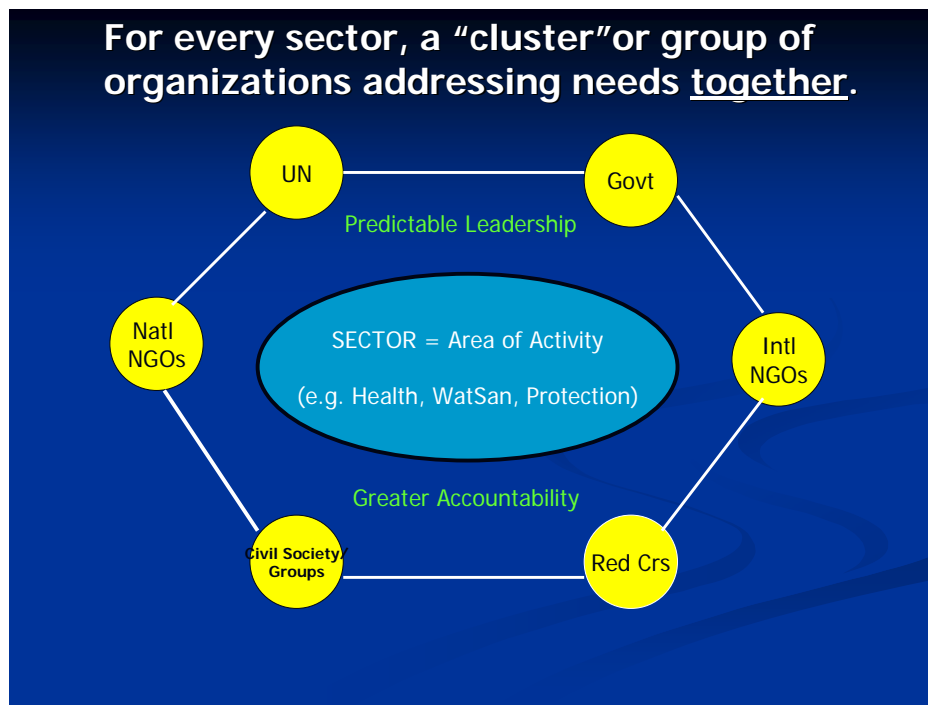 For every sector, a “cluster”or group of
organizations addressing needs together.
UN
Govt
Predictable Leadership
Natl
NGOs
SECTOR = Area of Activity
(e.g. Health, WatSan, Protection)
Intl
NGOs
Greater Accountability
Civil Society/
Groups
Red Crs